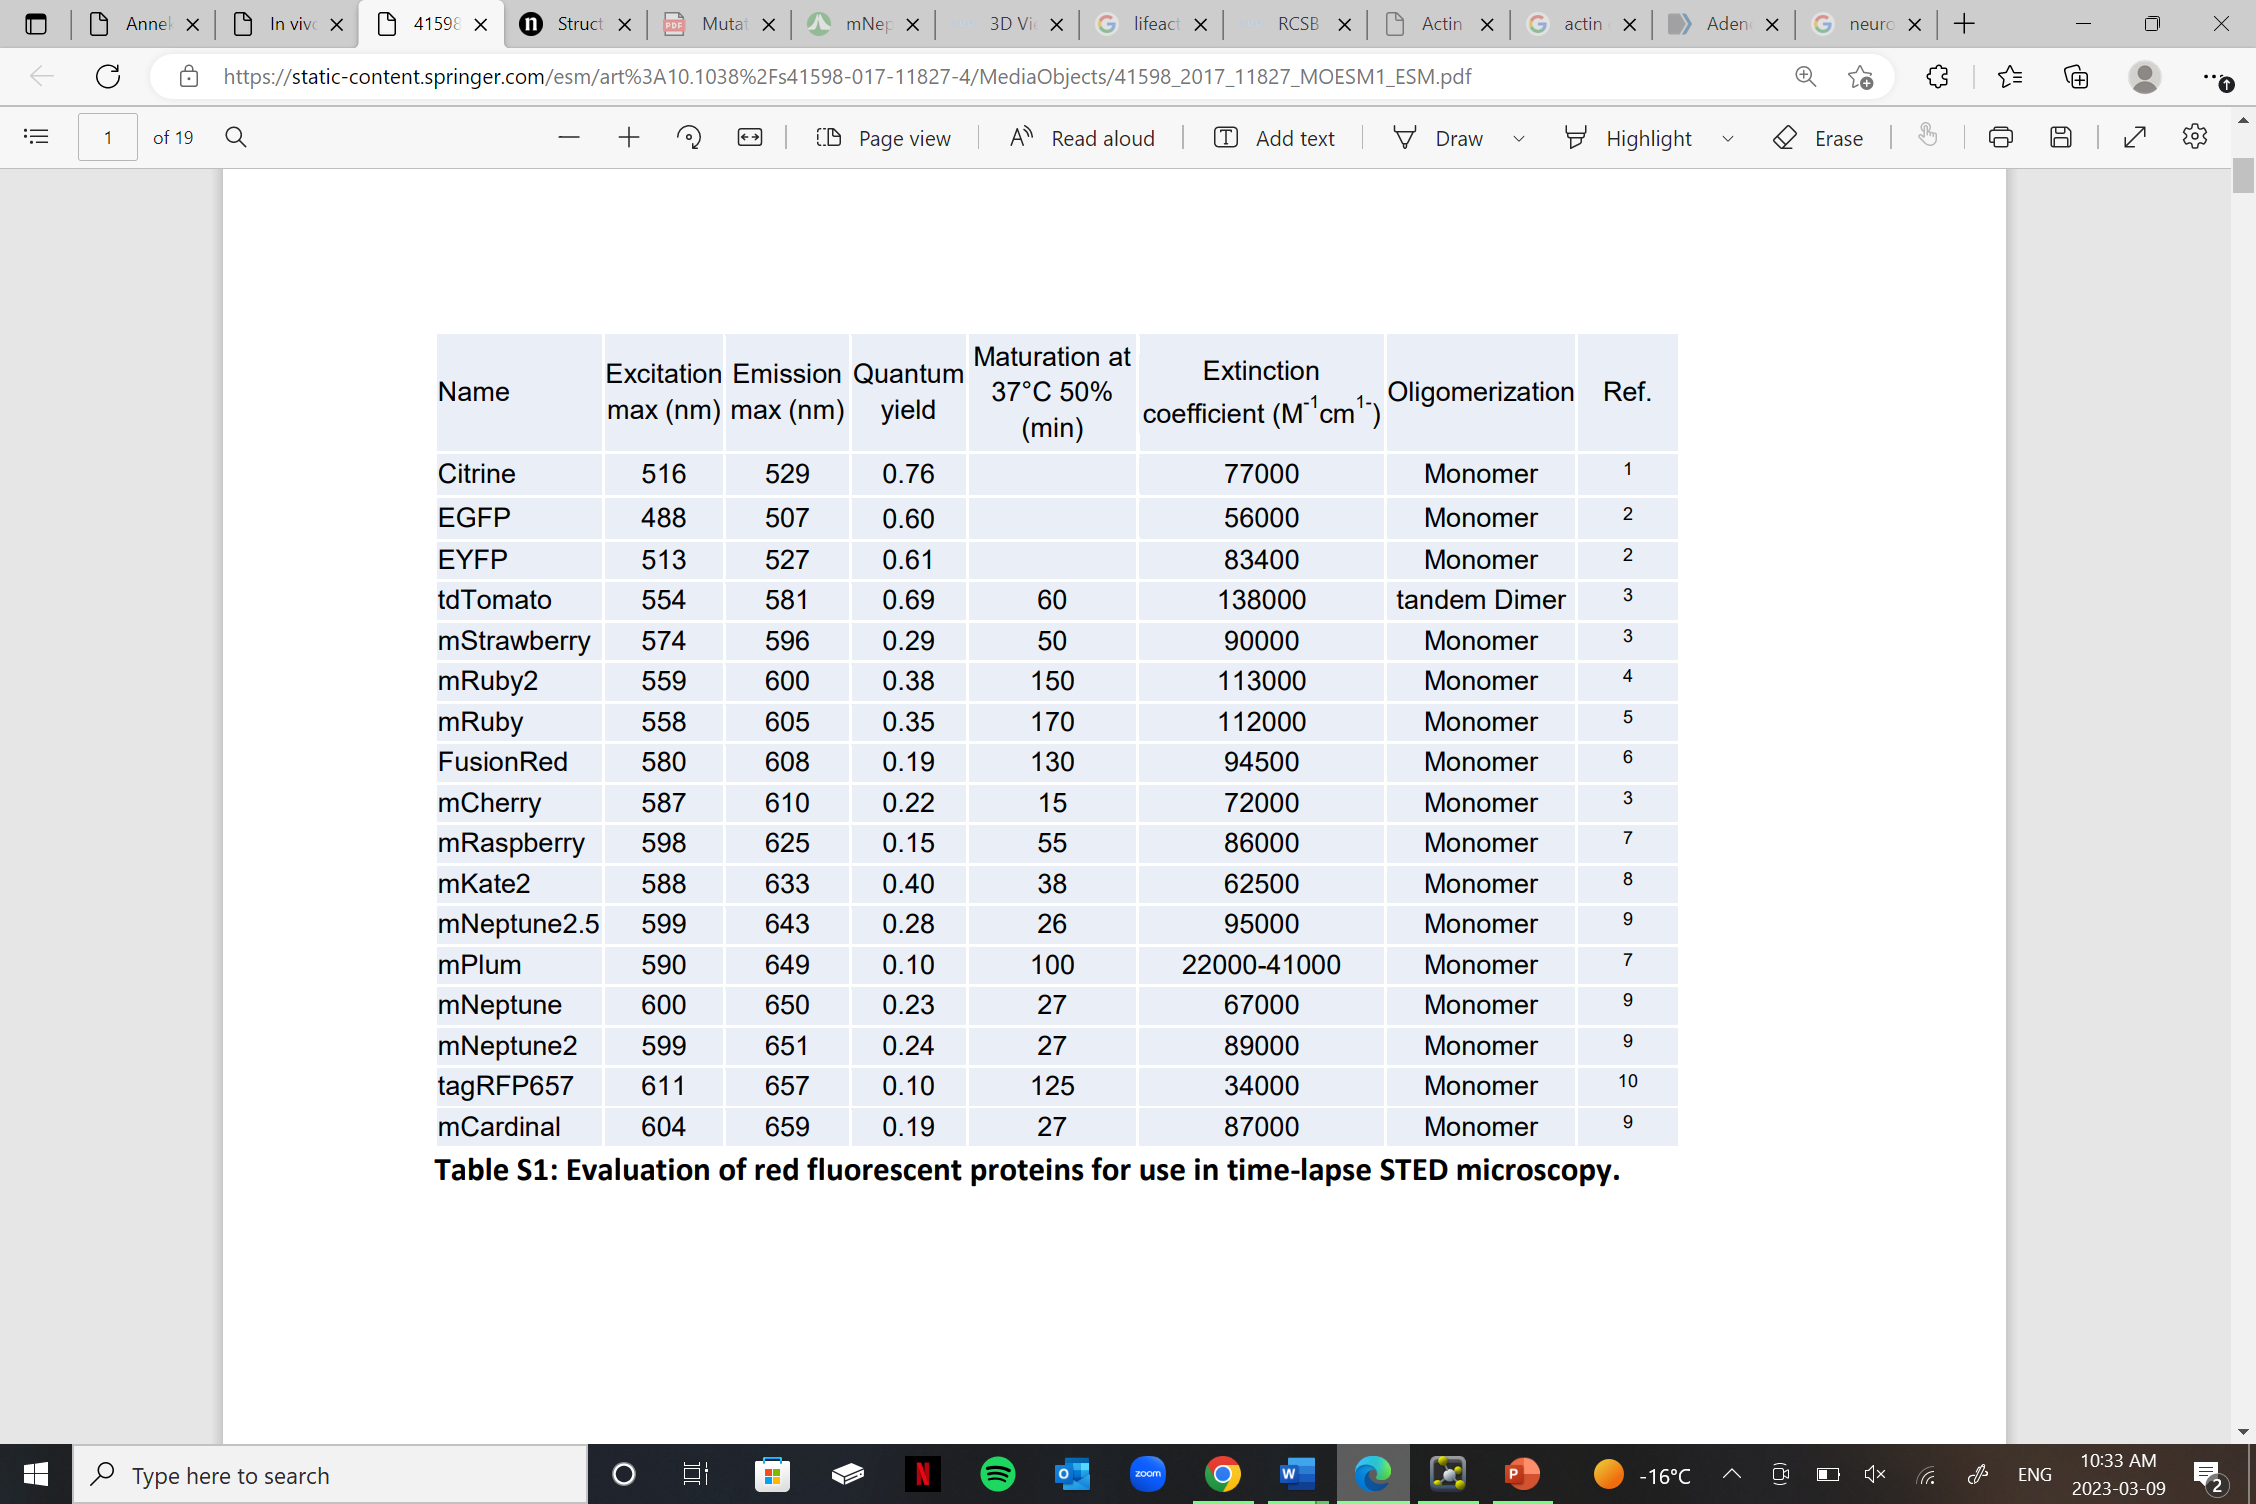 Annel In vivo 41598 Struct Mutat mNep 3D Vi lifeact RCSB Actin actin Aden neuro
https://static-content.springer.com/esm/art%3A10.1038%2Fs41598-017-11827-4/MediaObjects/41598_2017_11827_MOESM1_ESM.pdf
1 of 19 Page view Read aloud Add text Draw Highlight Erase
Name Excitation max (nm) Emission max (nm) Quantum yield Maturation at 37°C 50% (min) Extinction coefficient (M-1cm1-) Oligomerization Ref.
Citrine 516 529 0.76 77000 Monomer 1
EGFP 488 507 0.60 56000 Monomer 2
EYFP 513 527 0.61 83400 Monomer 2
tdTomato 554 581 0.69 60 138000 tandem Dimer 3
mStrawberry 574 596 0.29 50 90000 Monomer 3
mRuby2 559 600 0.38 150 113000 Monomer 4
mRuby 558 605 0.35 170 112000 Monomer 5
FusionRed 580 608 0.19 130 94500 Monomer 6
mCherry 587 610 0.22 15 72000 Monomer 3
mRaspberry 598 625 0.15 55 86000 Monomer 7
mKate2 588 633 0.40 38 62500 Monomer 8
mNeptune2.5 599 643 0.28 26 95000 Monomer 9
mPlum 590 649 0.10 100 22000-41000 Monomer 7
mNeptune 600 650 0.23 27 67000 Monomer 9
mNeptune2 599 651 0.24 27 89000 Monomer 9
tagRFP657 611 657 0.10 125 34000 Monomer 10
mCardinal 604 659 0.19 27 87000 Monomer 9
Table S1: Evaluation of red fluorescent proteins for use in time-lapse STED microscopy.
Type here to search zoom -16°C ENG 10:33 AM
2023-03-09 2